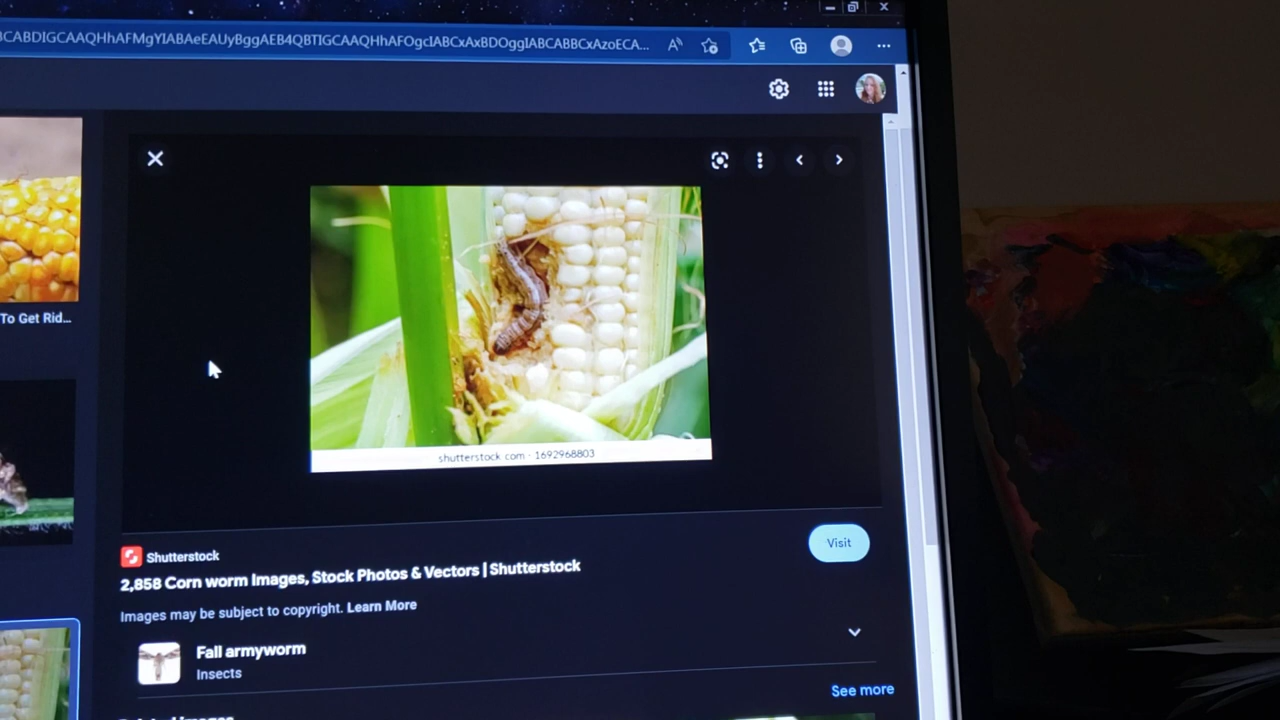 To Get Rid...
shutterstock.com · 1692968803
Shutterstock
Visit
2,858 Corn worm Images, Stock Photos & Vectors | Shutterstock
Images may be subject to copyright. Learn More
Fall armyworm
Insects
See more